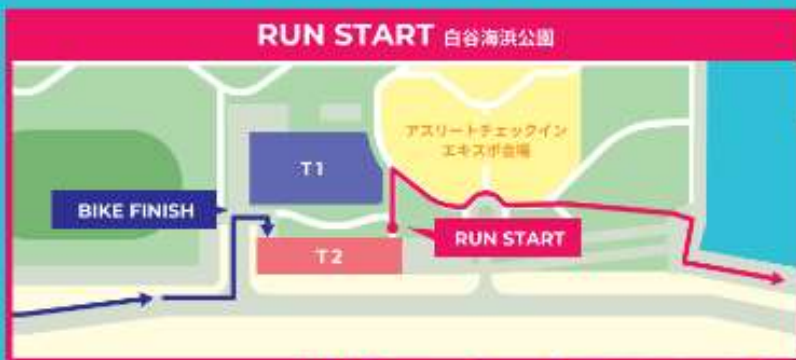 RUN START 白谷海浜公園
アスリートチェックイン
エキスポ会場
T1
BIKE FINISH
RUN START
T2